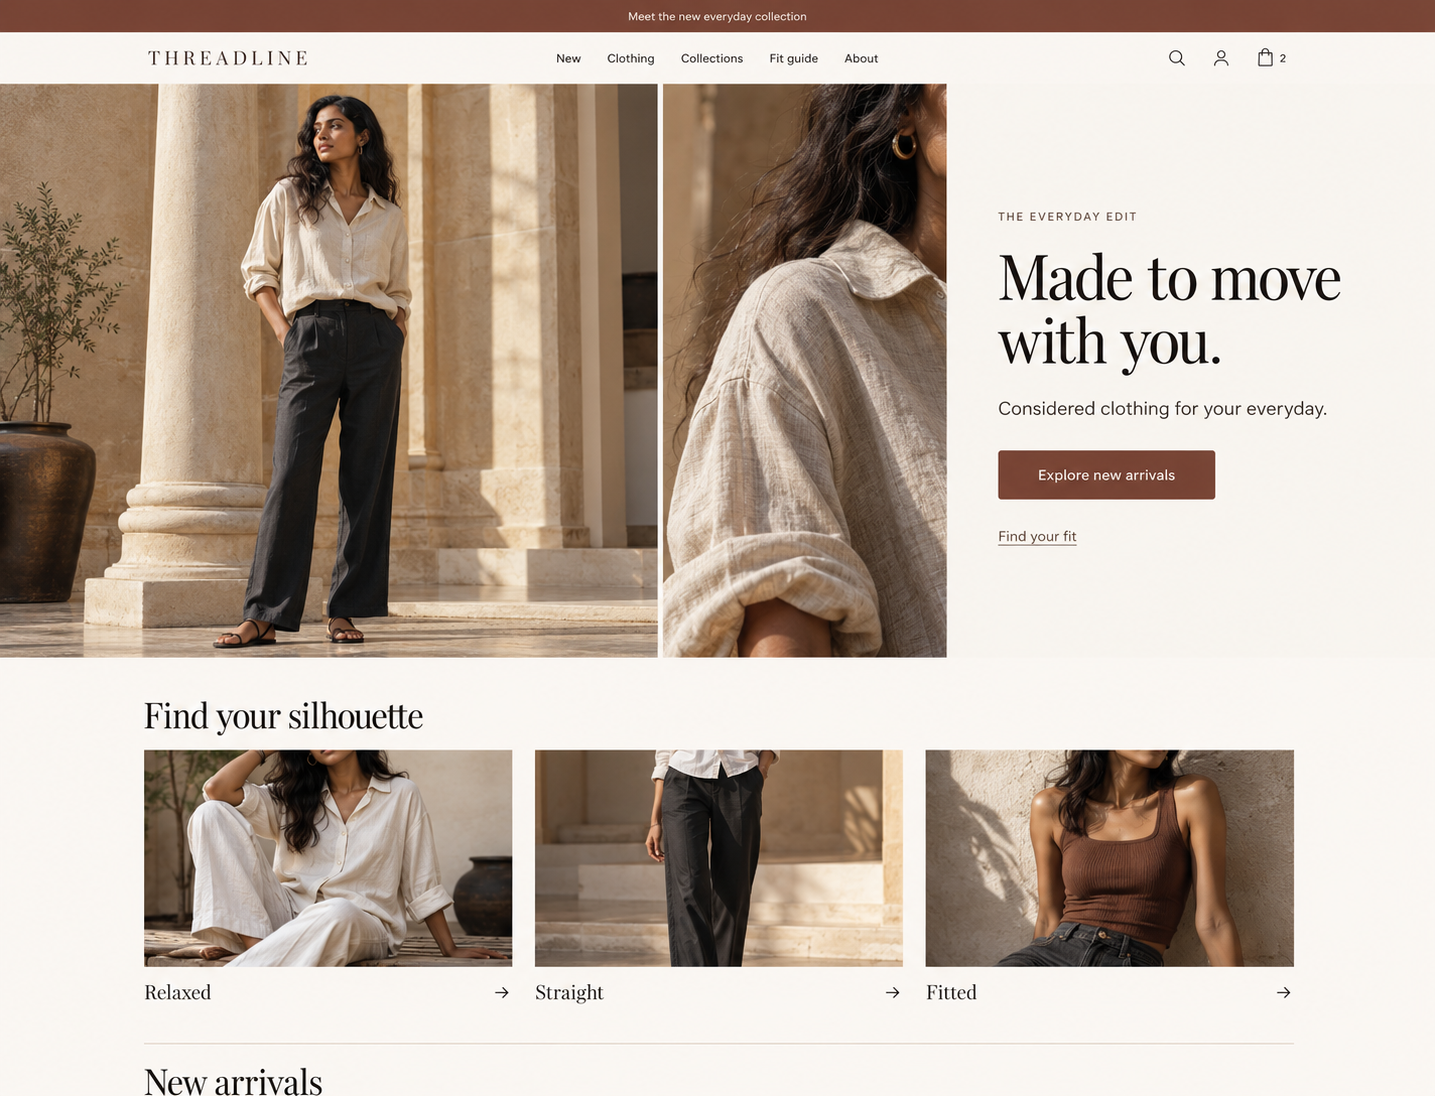 Meet the new everyday collection
THREADLINE
New
Clothing
Collections
Fit guide
About
2
THE EVERYDAY EDIT
Made to move
with you.
Considered clothing for your everyday.
Explore new arrivals
Find your fit
Find your silhouette
Relaxed
Straight
Fitted
New arrivals